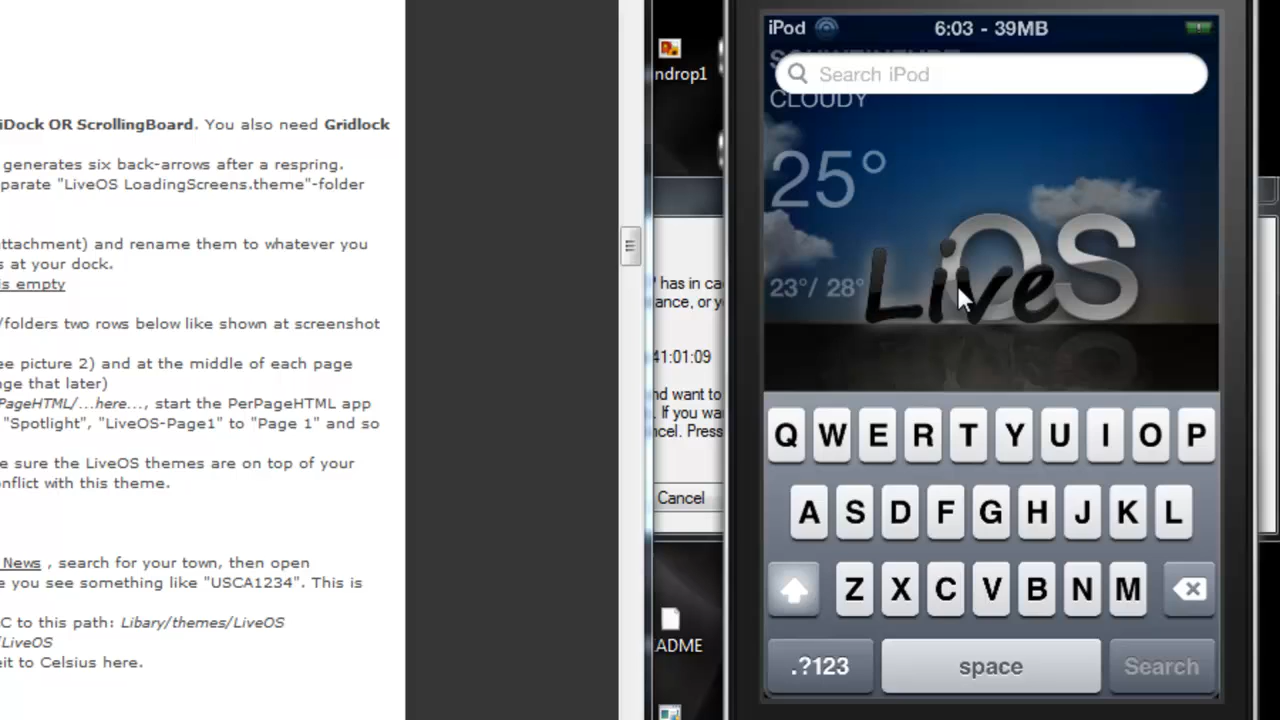 iDock OR ScrollingBoard. You also need Gridlock
generates six back-arrows after a respring.
parate "LiveOS LoadingScreens.theme"-folder
attachment) and rename them to whatever you
s at your dock.
is empty
/folders two rows below like shown at screenshot
ee picture 2) and at the middle of each page
nge that later)
PageHTML/...here..., start the PerPageHTML app
"Spotlight", "LiveOS-Page1" to "Page 1" and so
e sure the LiveOS themes are on top of your
onflict with this theme.
News , search for your town, then open
e you see something like "USCA1234". This is
C to this path: Libary/themes/LiveOS
/LiveOS
eit to Celsius here.
ndrop1
has in ca
ance, or y
41:01:09
nd want to
. If you wa
ncel. Press
Cancel
ADME
iPod 6:03 - 39MB
Search iPod
CLOUDY
25°
23°/ 28°
LiveOS
Q W E R T Y U I O P
A S D F G H J K L
Z X C V B N M
.?123 space Search